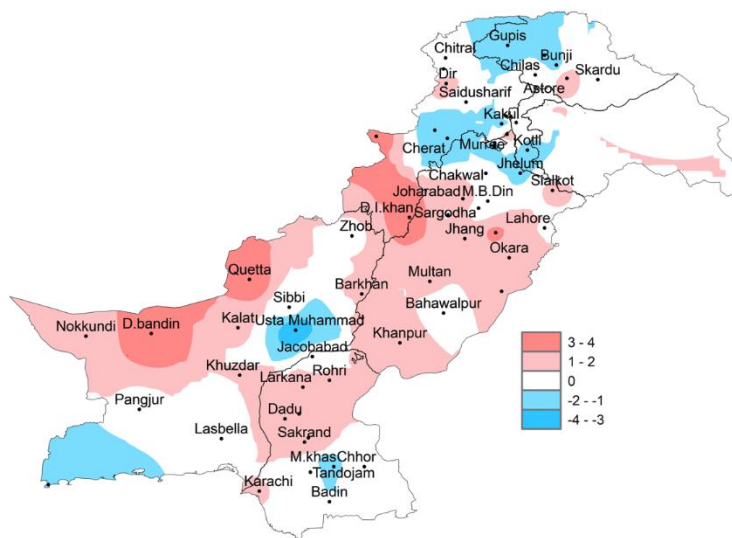 Gupis
Chitral
Bunji
Chilas
Skardu
Dir
Astore
Saidusharif
Kakul
Cherat
Murree
Kotli
Jhelum
Chakwal
Sialkot
Joharabad
M.B.Din
D.I.khan
Sargodha
Lahore
Zhob
Jhang
Okara
Quetta
Multan
Barkhan
Sibbi
Bahawalpur
Nokkundi
D.bandin
Kalat
Usta Muhammad
Khanpur
Jacobabad
Khuzdar
Rohri
Larkana
Pangjur
Dadu
Lasbella
Sakrand
M.khas
Chhor
Tandojam
Karachi
Badin
3 - 4
1 - 2
0
-2 - -1
-4 - -3